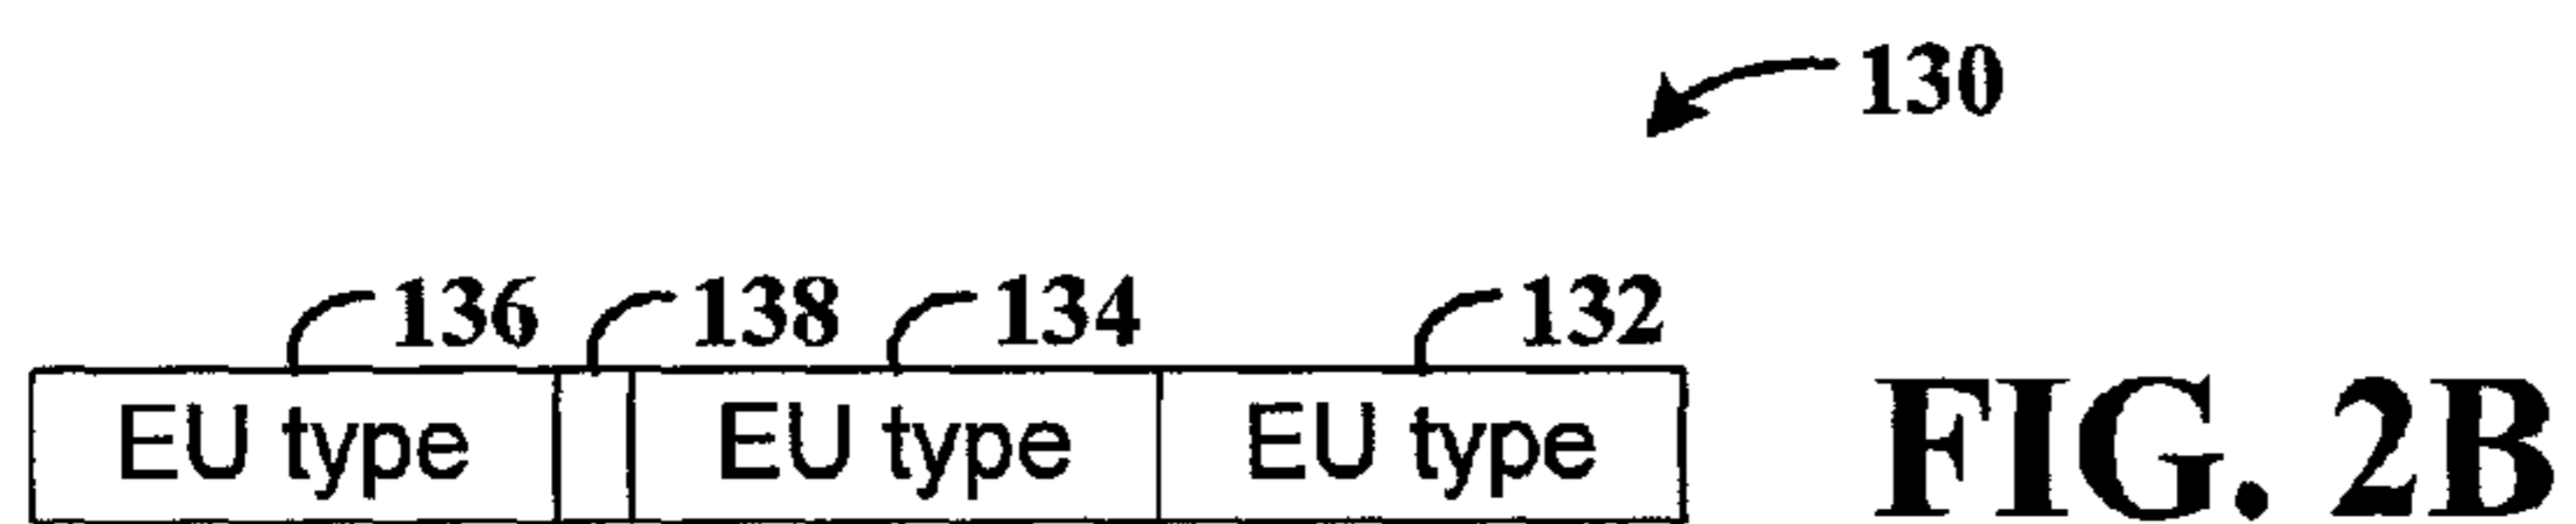 130
136 138 134 132
EU type EU type EU type
FIG. 2B